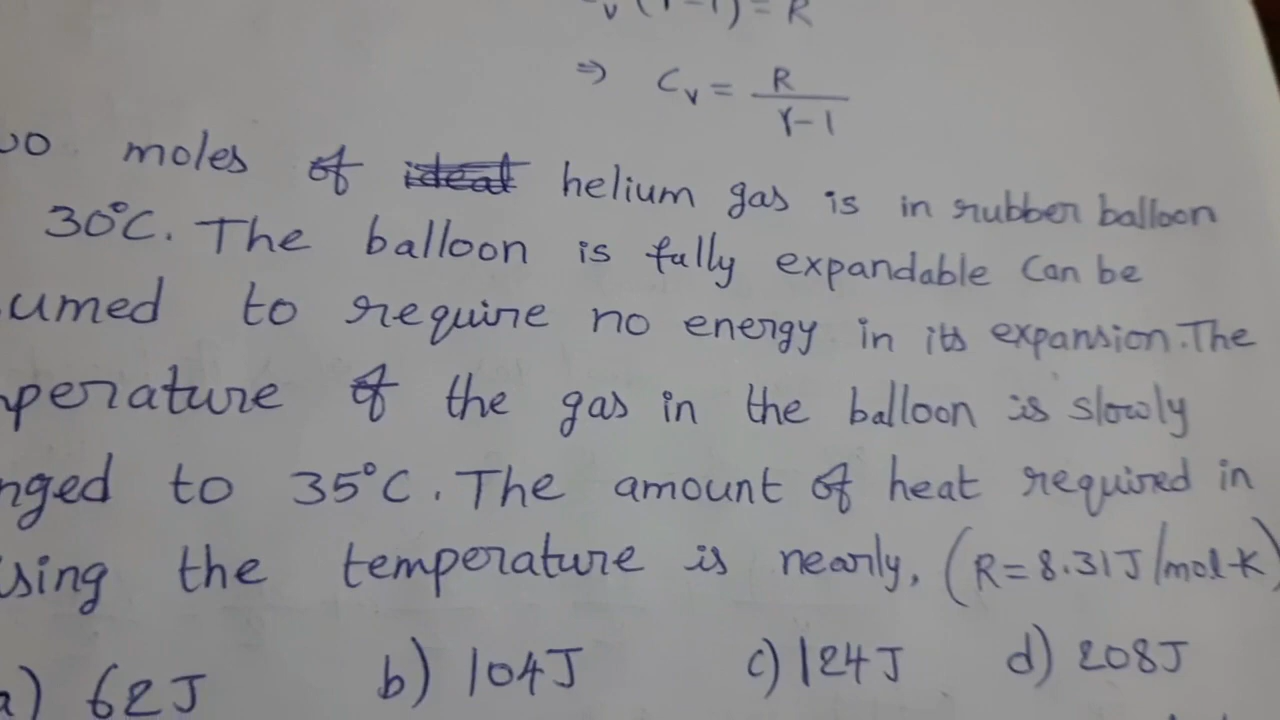 (γ-1) = R
⇒ Cv = R / γ-1
moles of helium gas is in rubber balloon
30°C. The balloon is fully expandable can be
umed to require no energy in its expansion. The
perature of the gas in the balloon is slowly
nged to 35°C. The amount of heat required in
ising the temperature is nearly, (R = 8.31 J/mol-K)
a) 62J b) 104J c) 124J d) 208J